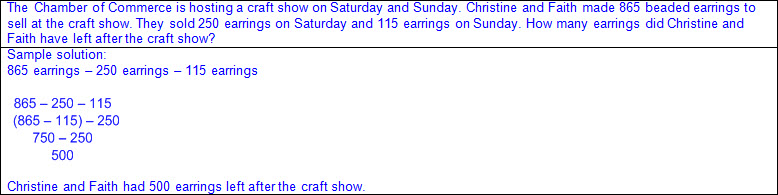 The Chamber of Commerce is hosting a craft show on Saturday and Sunday. Christine and Faith made 865 beaded earrings to
sell at the craft show. They sold 250 earrings on Saturday and 115 earrings on Sunday. How many earrings did Christine and
Faith have left after the craft show?
Sample solution:
865 earrings – 250 earrings – 115 earrings
865 – 250 – 115
(865 – 115) – 250
750 – 250
500
Christine and Faith had 500 earrings left after the craft show.